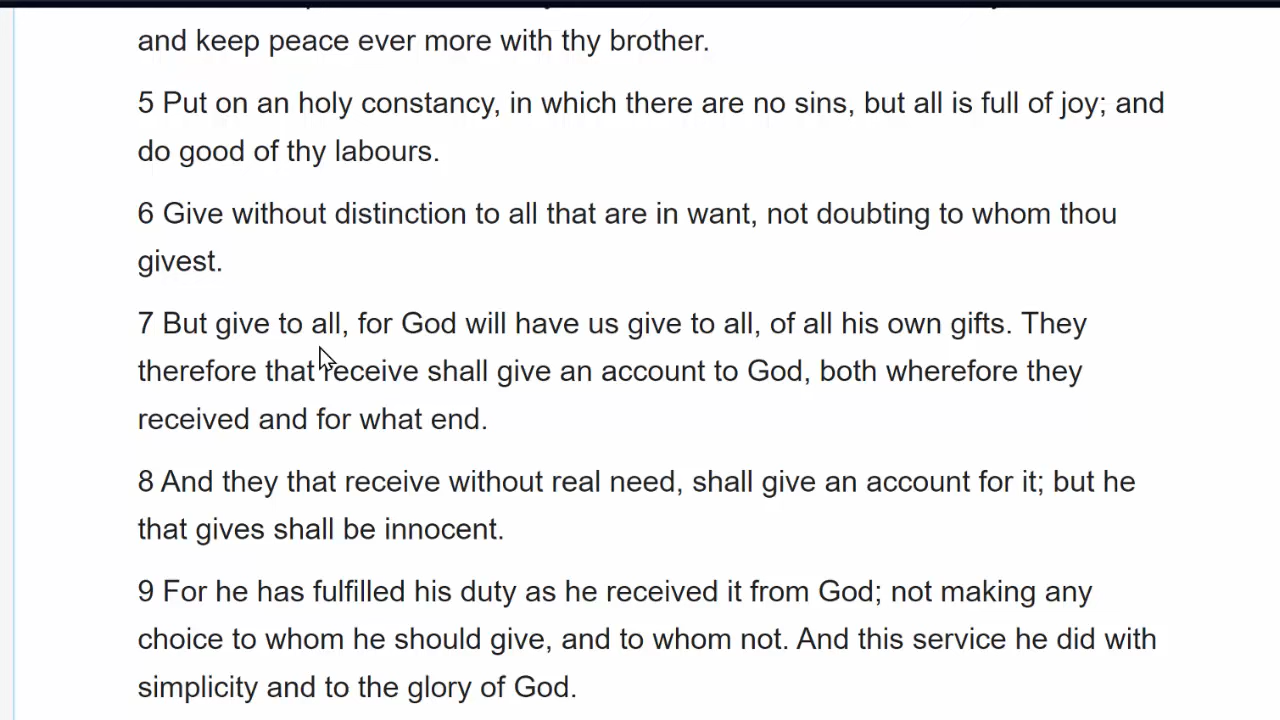 and keep peace ever more with thy brother.
5 Put on an holy constancy, in which there are no sins, but all is full of joy; and
do good of thy labours.
6 Give without distinction to all that are in want, not doubting to whom thou
givest.
7 But give to all, for God will have us give to all, of all his own gifts. They
therefore that receive shall give an account to God, both wherefore they
received and for what end.
8 And they that receive without real need, shall give an account for it; but he
that gives shall be innocent.
9 For he has fulfilled his duty as he received it from God; not making any
choice to whom he should give, and to whom not. And this service he did with
simplicity and to the glory of God.